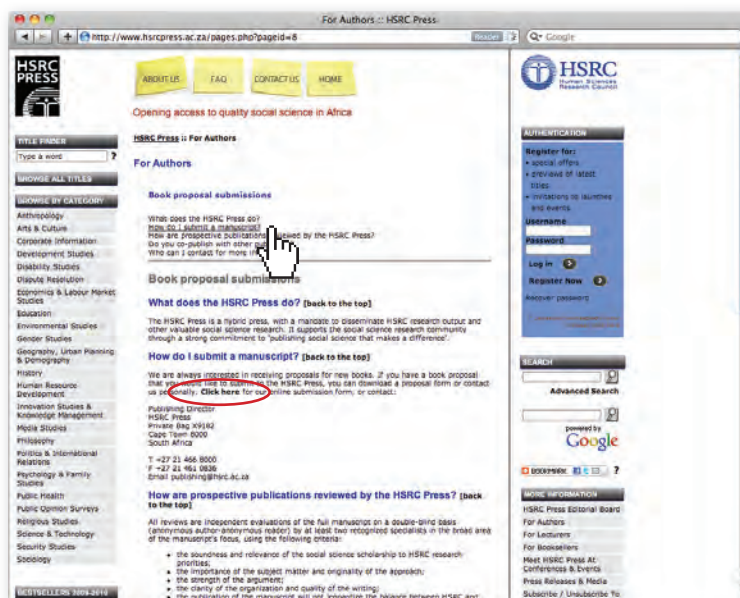 For Authors :: HSRC Press
http://www.hsrcpress.ac.za/pages.php?pageid=8
Reader
Google
HSRC
PRESS
ABOUT US
FAQ
CONTACT US
HOME
Opening access to quality social science in Africa
TITLE FINDER
Type a word
?
BROWSE ALL TITLES
BROWSE BY CATEGORY
Anthropology
Arts & Culture
Corporate Information
Development Studies
Disability Studies
Dispute Resolution
Economics & Labour Market
Studies
Education
Environmental Studies
Gender Studies
Geography, Urban Planning
& Demography
History
Human Resource
Development
Innovation Studies &
Knowledge Management
Media Studies
Philosophy
Politics & International
Relations
Psychology & Family
Studies
Public Health
Public Opinion Surveys
Religious Studies
Science & Technology
Security Studies
Sociology
BESTSELLERS 2009-2010
HSRC Press :: For Authors
For Authors
Book proposal submissions
What does the HSRC Press do?
How do I submit a manuscript?
How are prospective publications reviewed by the HSRC Press?
Do you co-publish with other
Who can I contact for more
Book proposal submissions
What does the HSRC Press do? [back to the top]
The HSRC Press is a hybrid press, with a mandate to disseminate HSRC research output and
other valuable social science research. It supports the social science research community
through a strong commitment to 'publishing social science that makes a difference'.
How do I submit a manuscript? [back to the top]
We are always interested in receiving proposals for new books. If you have a book proposal
that you would like to submit to the HSRC Press, you can download a proposal form or contact
us personally. Click here for our online submission form, or contact:
Publishing Director
HSRC Press
Private Bag X9182
Cape Town 8000
South Africa
T +27 21 466 8000
F +27 21 461 0836
Email publishing@hsrc.ac.za
How are prospective publications reviewed by the HSRC Press? [back
to the top]
All reviews are independent evaluations of the full manuscript on a double-blind basis
(anonymous author-anonymous reader) by at least two recognized specialists in the broad area
of the manuscript's focus, using the following criteria:
• the soundness and relevance of the social science scholarship to HSRC research
priorities;
• the importance of the subject matter and originality of the approach;
• the strength of the argument;
• the clarity of the organization and quality of the writing;
• the publication of the manuscript will not jeopardize the balance between HSRC and
HSRC
Human Sciences
Research Council
AUTHENTICATION
Register for:
• special offers
• previews of latest
titles
• invitations to launches
and events
Username
Password
Log in
Register Now
Recover password
SEARCH
Advanced Search
powered by
Google
BOOKMARK
?
MORE INFORMATION
HSRC Press Editorial Board
For Authors
For Lecturers
For Booksellers
Meet HSRC Press At:
Conferences & Events
Press Releases & Media
Subscribe / Unsubscribe To